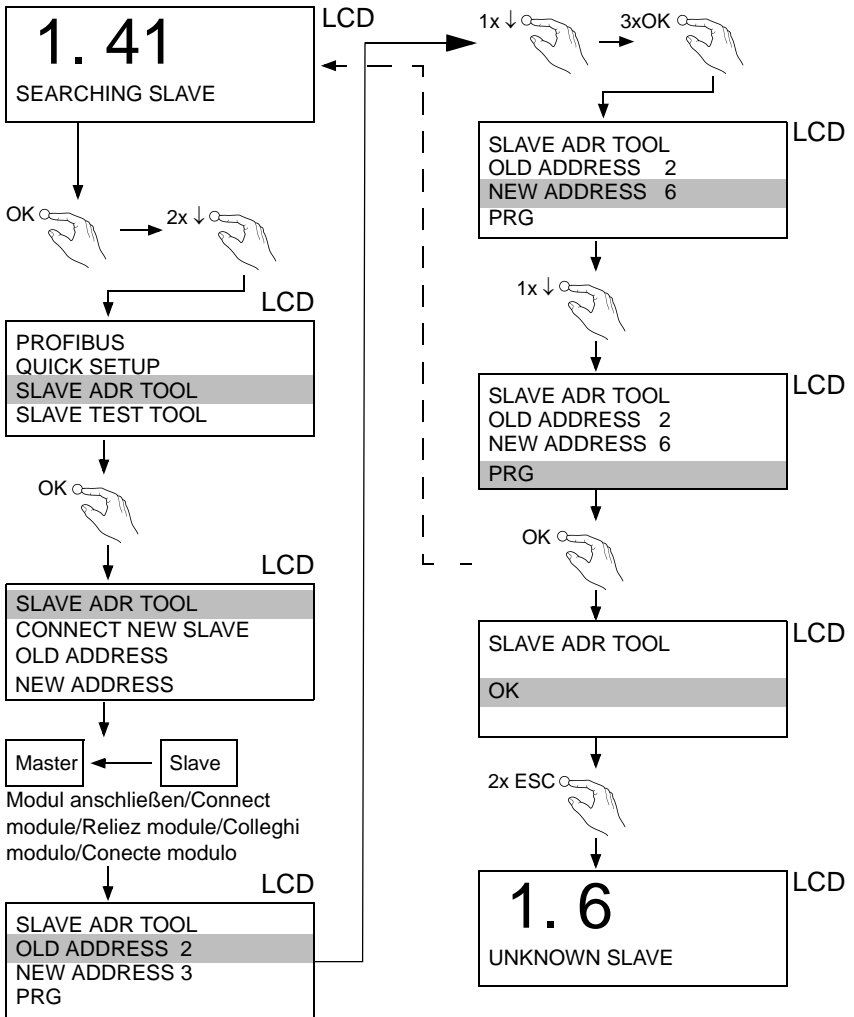 LCD
1. 41
SEARCHING SLAVE
OK
2x ↓
LCD
PROFIBUS
QUICK SETUP
SLAVE ADR TOOL
SLAVE TEST TOOL
OK
LCD
SLAVE ADR TOOL
CONNECT NEW SLAVE
OLD ADDRESS
NEW ADDRESS
Master
Slave
Modul anschließen/Connect
module/Reliez module/Colleghi
modulo/Conecte modulo
LCD
SLAVE ADR TOOL
OLD ADDRESS 2
NEW ADDRESS 3
PRG
1x ↓
3xOK
LCD
SLAVE ADR TOOL
OLD ADDRESS 2
NEW ADDRESS 6
PRG
1x ↓
LCD
SLAVE ADR TOOL
OLD ADDRESS 2
NEW ADDRESS 6
PRG
OK
LCD
SLAVE ADR TOOL
OK
2x ESC
LCD
1. 6
UNKNOWN SLAVE